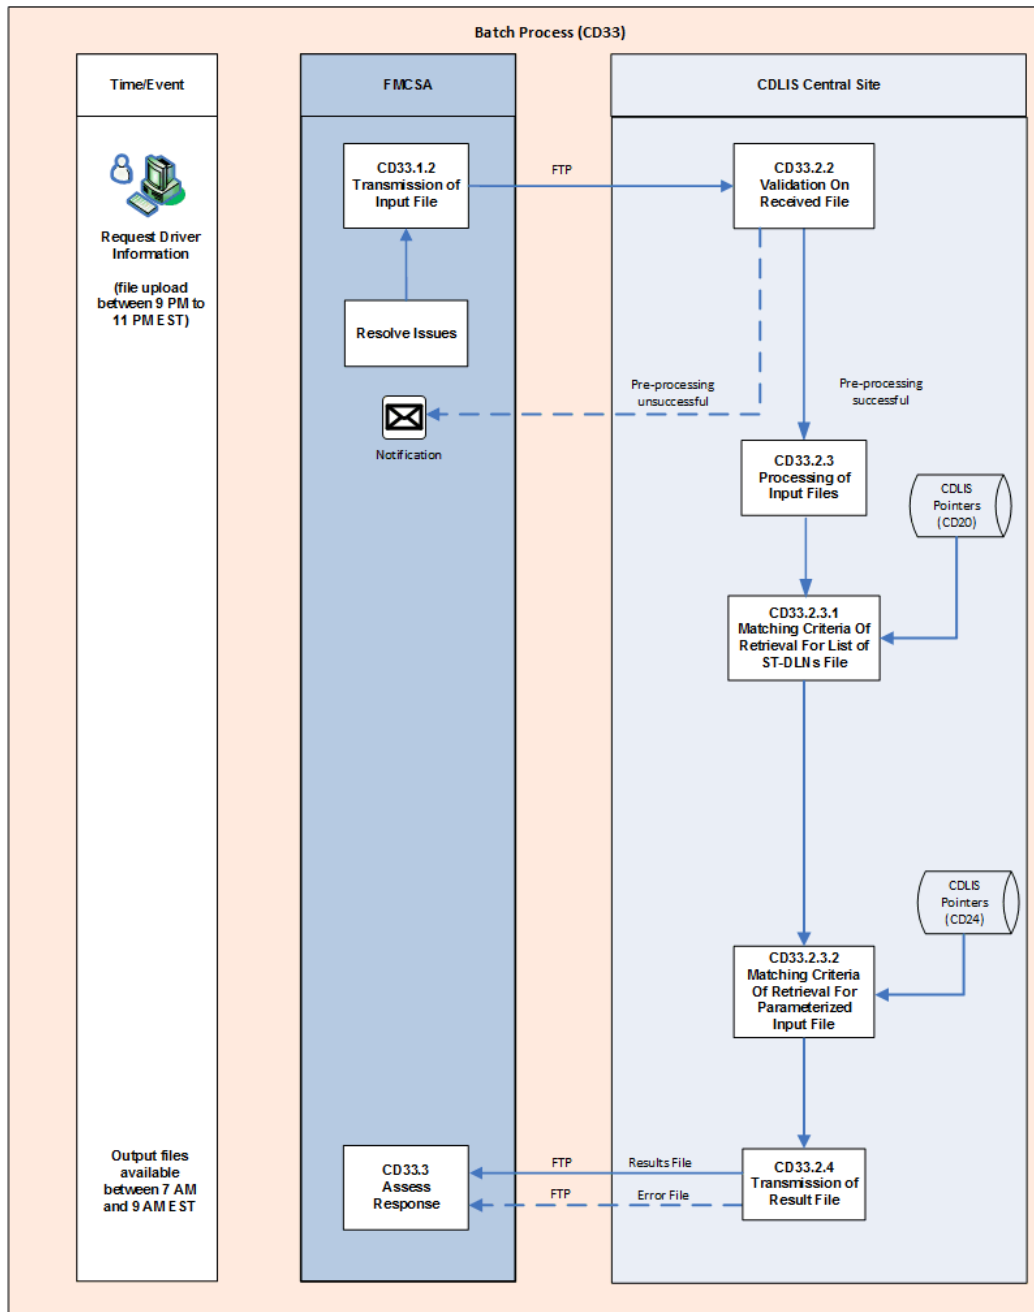 Batch Process (CD33)
Time/Event
FMCSA
CDLIS Central Site
Request Driver
Information
(file upload
between 9 PM to
11 PM EST)
CD33.1.2
Transmission of
Input File
FTP
CD33.2.2
Validation On
Received File
Resolve Issues
Pre-processing
unsuccessful
Pre-processing
successful
Notification
CD33.2.3
Processing of
Input Files
CDLIS
Pointers
(CD20)
CD33.2.3.1
Matching Criteria Of
Retrieval For List of
ST-DLNs File
CDLIS
Pointers
(CD24)
CD33.2.3.2
Matching Criteria
Of Retrieval For
Parameterized
Input File
Output files
available
between 7 AM
and 9 AM EST
CD33.3
Assess
Response
FTP
Results File
FTP
Error File
CD33.2.4
Transmission of
Result File